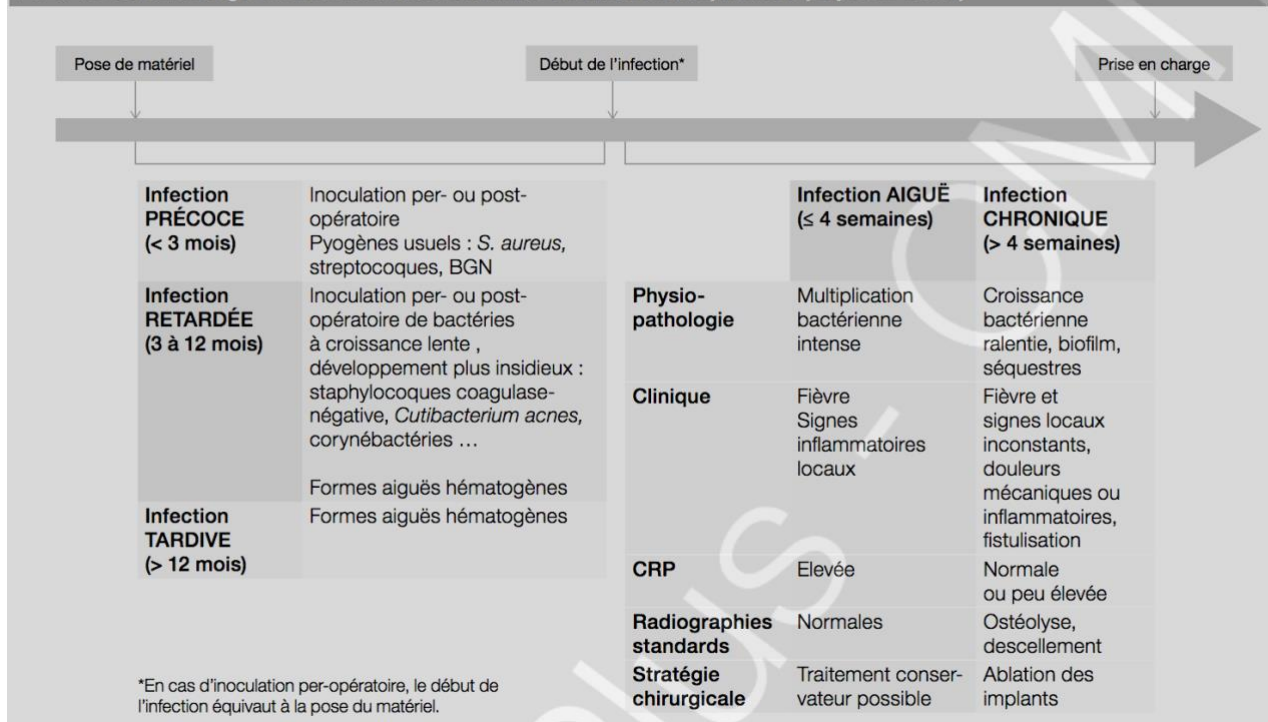 Pose de matériel
Début de l'infection*
Prise en charge
Infection
PRÉCOCE
(< 3 mois)
Inoculation per- ou post-
opératoire
Pyogènes usuels : S. aureus,
streptocoques, BGN
Infection
RETARDÉE
(3 à 12 mois)
Inoculation per- ou post-
opératoire de bactéries
à croissance lente ,
développement plus insidieux :
staphylocoques coagulase-
négative, Cutibacterium acnes,
corynébactéries …
Formes aiguës hématogènes
Infection
TARDIVE
(> 12 mois)
Formes aiguës hématogènes
*En cas d'inoculation per-opératoire, le début de
l'infection équivaut à la pose du matériel.
Infection AIGUË
(≤ 4 semaines)
Infection
CHRONIQUE
(> 4 semaines)
Physio-
pathologie
Multiplication
bactérienne
intense
Croissance
bactérienne
ralentie, biofilm,
séquestres
Clinique
Fièvre
Signes
inflammatoires
locaux
Fièvre et
signes locaux
inconstants,
douleurs
mécaniques ou
inflammatoires,
fistulisation
CRP
Elevée
Normale
ou peu élevée
Radiographies
standards
Normales
Ostéolyse,
descellement
Stratégie
chirurgicale
Traitement conser-
vateur possible
Ablation des
implants